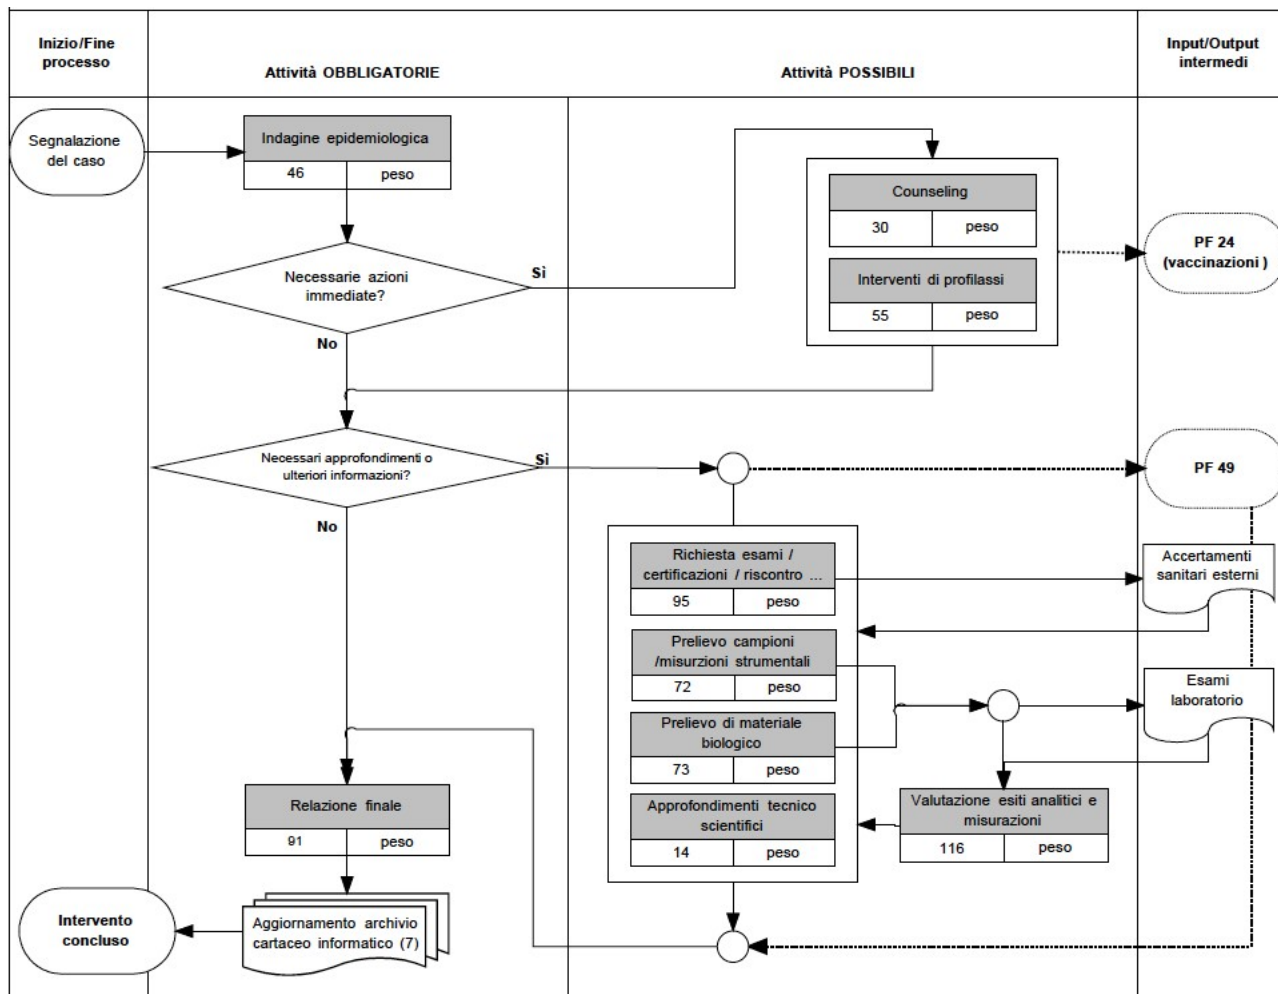 Inizio/Fine
processo
Attività OBBLIGATORIE
Attività POSSIBILI
Input/Output
intermedi
Segnalazione
del caso
Indagine epidemiologica
46 peso
Counseling
30 peso
Interventi di profilassi
55 peso
PF 24
(vaccinazioni )
Necessarie azioni
immediate?
Sì
No
Necessari approfondimenti o
ulteriori informazioni?
Sì
No
PF 49
Richiesta esami /
certificazioni / riscontro ...
95 peso
Accertamenti
sanitari esterni
Prelievo campioni
/misurzioni strumentali
72 peso
Esami
laboratorio
Prelievo di materiale
biologico
73 peso
Approfondimenti tecnico
scientifici
14 peso
Valutazione esiti analitici e
misurazioni
116 peso
Relazione finale
91 peso
Aggiornamento archivio
cartaceo informatico (7)
Intervento
concluso